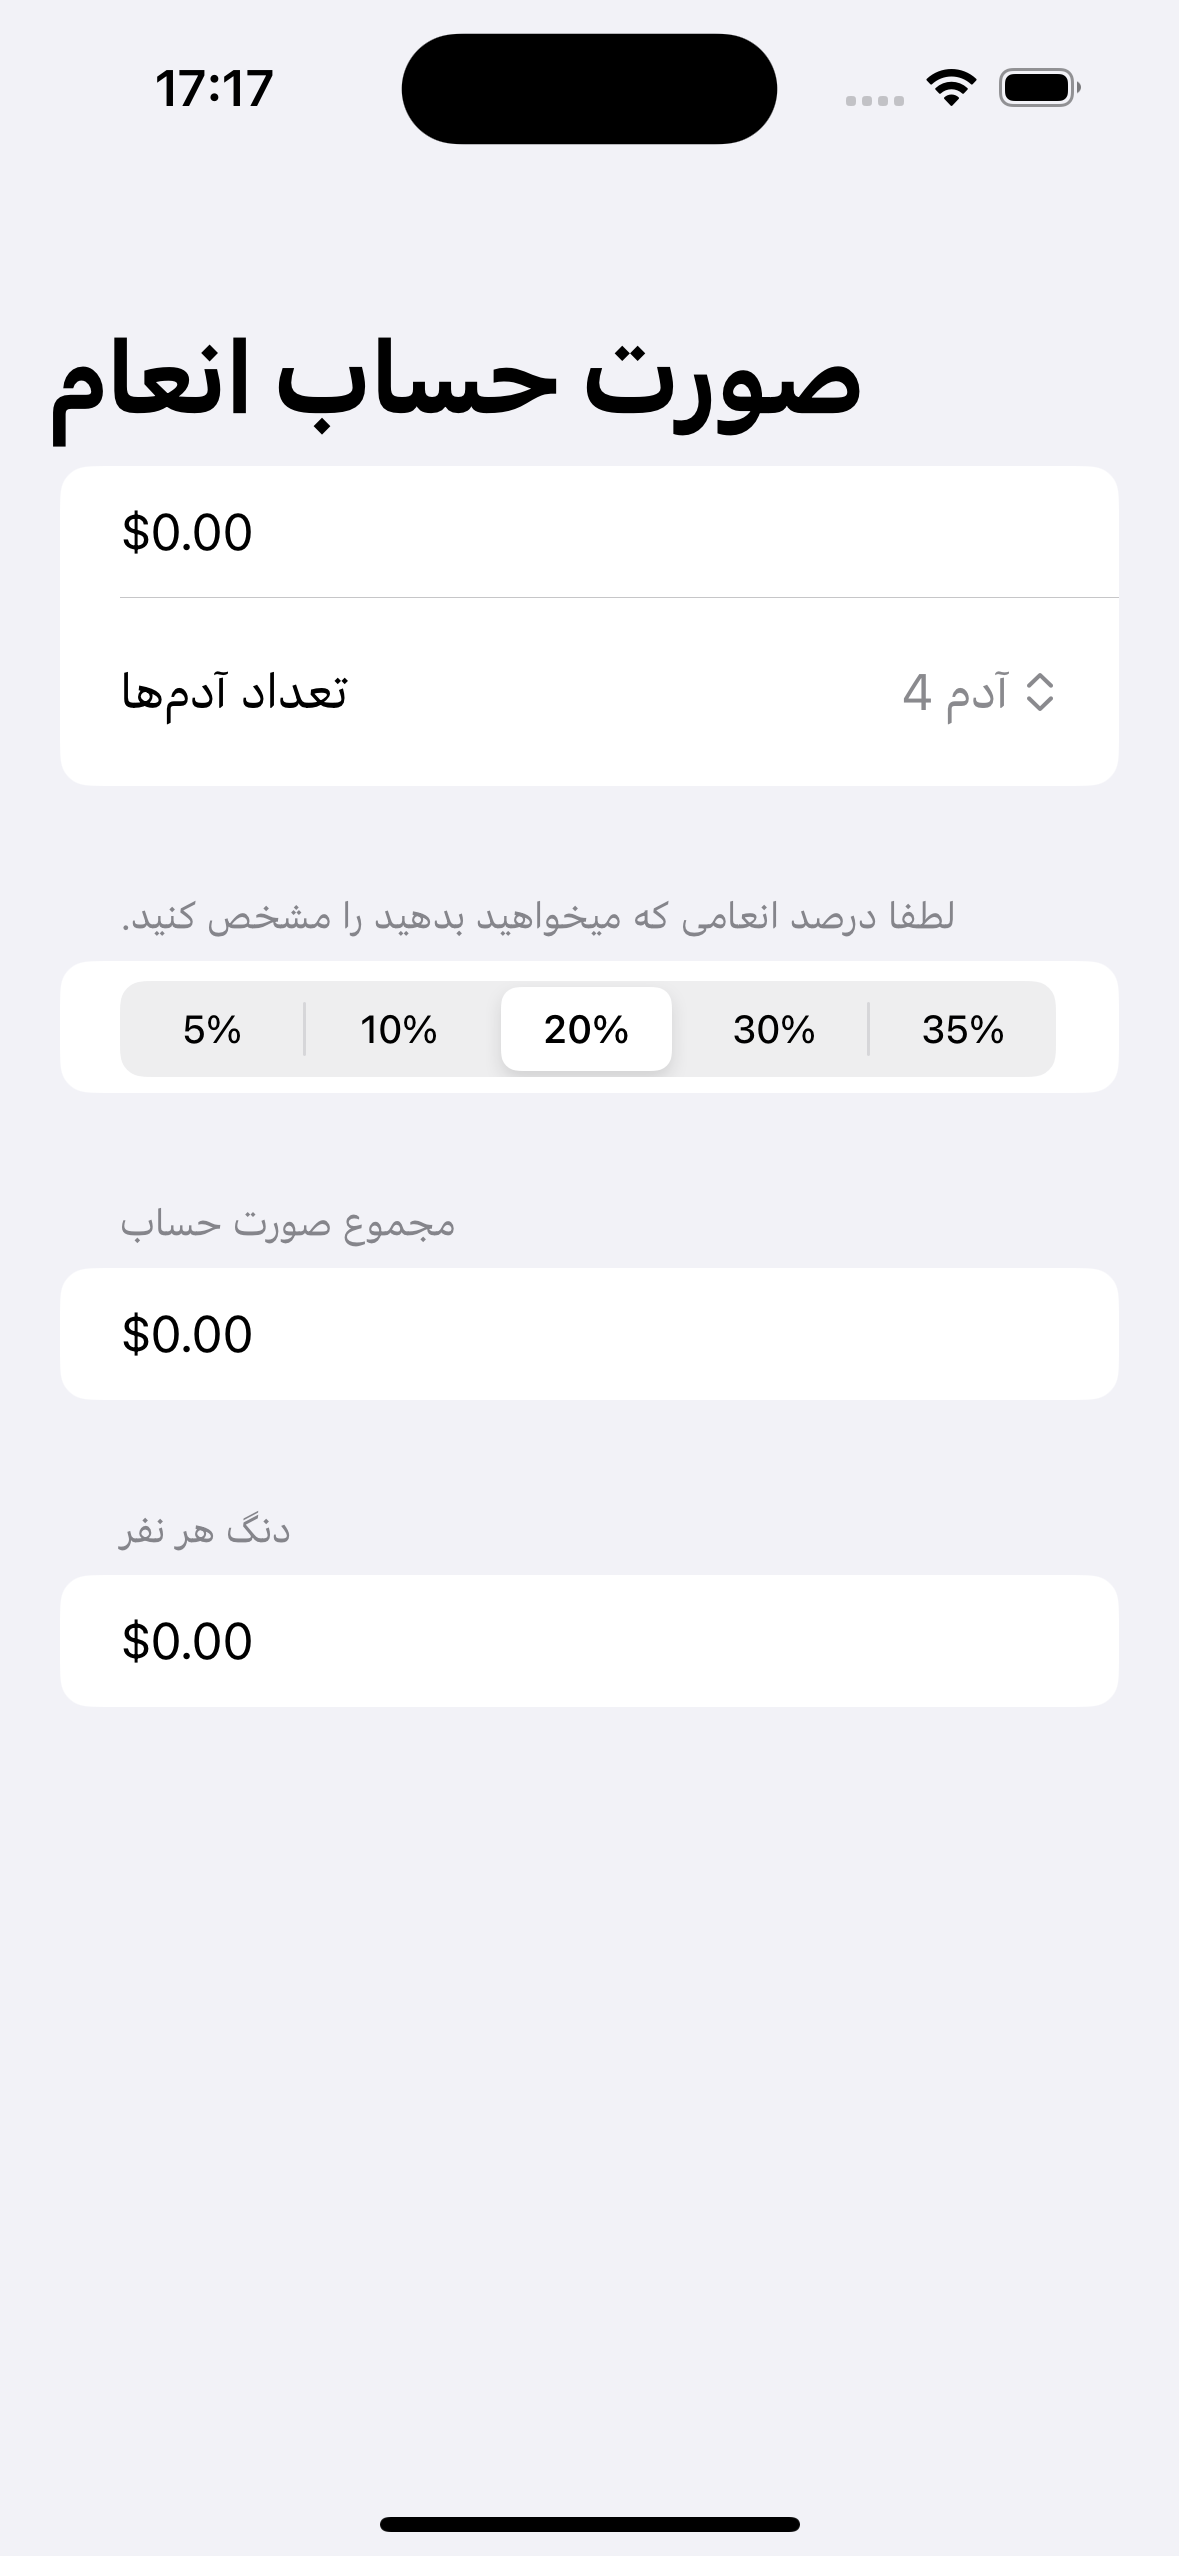 17:17
صورت حساب انعام
$0.00
تعداد آدم‌ها
4 آدم
لطفا درصد انعامی که میخواهید بدهید را مشخص کنید.
5% 10% 20% 30% 35%
مجموع صورت حساب
$0.00
دنگ هر نفر
$0.00